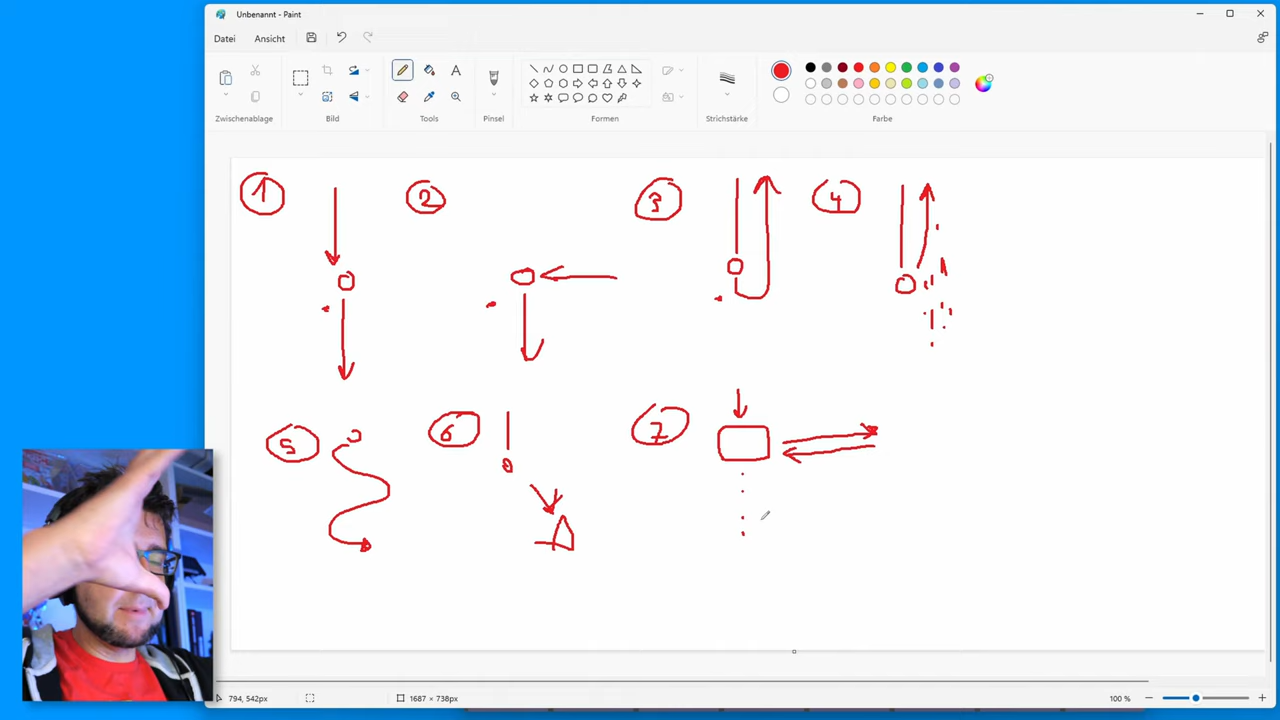 Unbenannt - Paint
Datei Ansicht
Zwischenablage Bild Tools Pinsel Formen Strichstärke Farbe
1 2 3 4
5 6 7
794, 542px 1687 × 738px 100 %